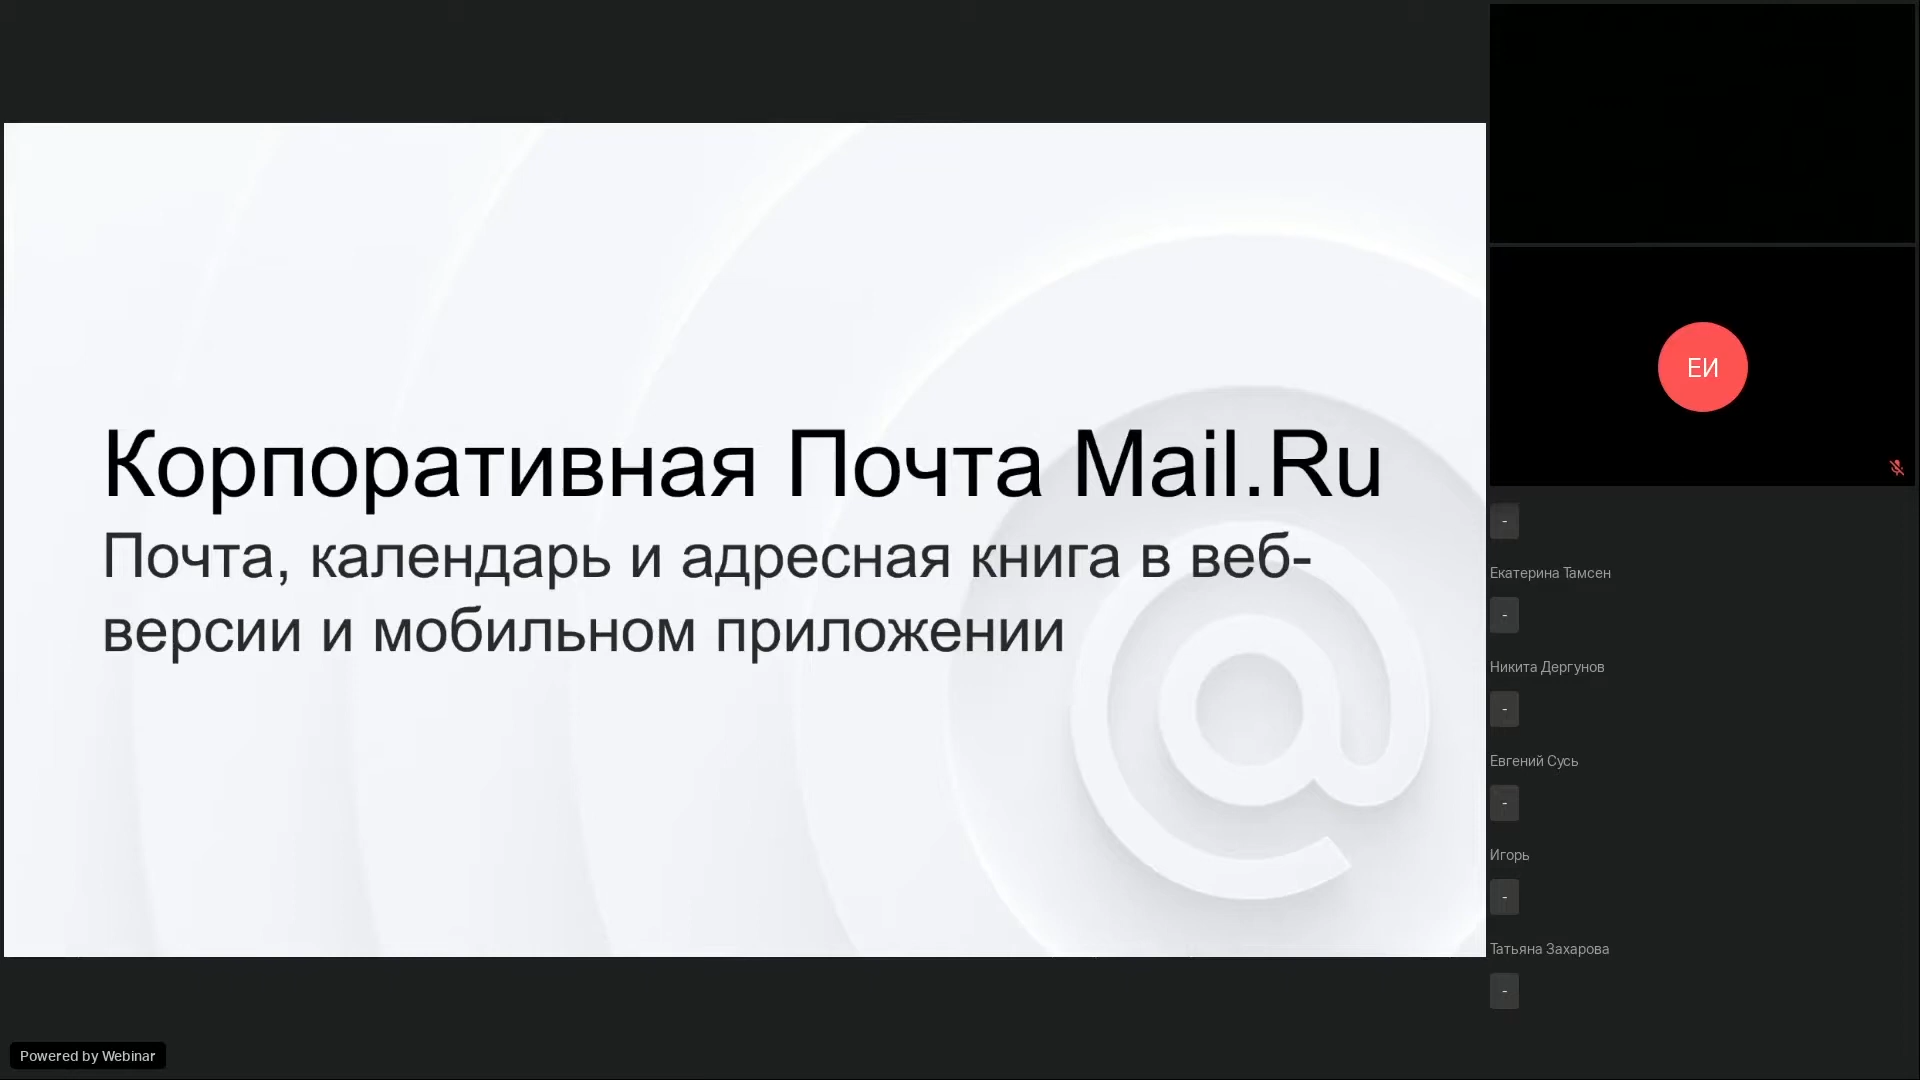 Корпоративная Почта Mail.Ru
Почта, календарь и адресная книга в веб-
версии и мобильном приложении
ЕИ
-
Екатерина Тамсен
-
Никита Дергунов
-
Евгений Сусь
-
Игорь
-
Татьяна Захарова
-
Powered by Webinar